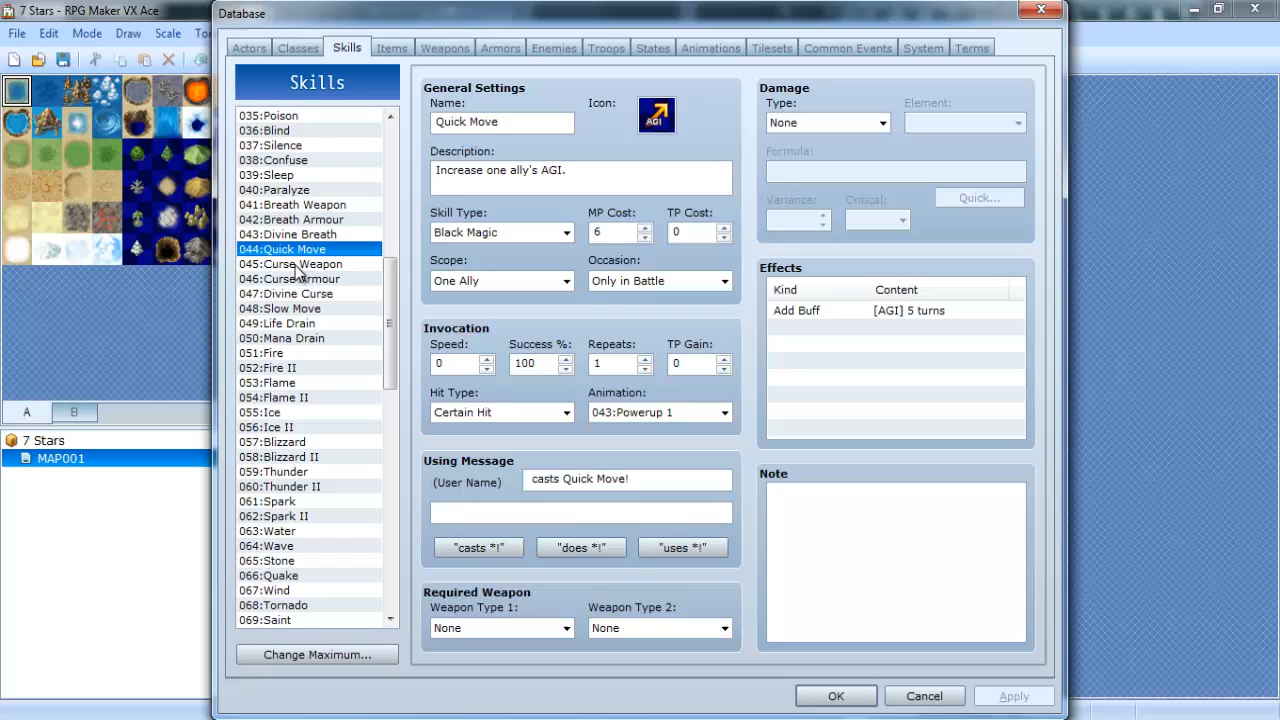 7 Stars - RPG Maker VX Ace
File Edit Mode Draw Scale
A B
7 Stars
MAP001
Database
Actors Classes Skills Items Weapons Armors Enemies Troops States Animations Tilesets Common Events System Terms
Skills
035:Poison
036:Blind
037:Silence
038:Confuse
039:Sleep
040:Paralyze
041:Breath Weapon
042:Breath Armour
043:Divine Breath
044:Quick Move
045:Curse Weapon
046:Curse Armour
047:Divine Curse
048:Slow Move
049:Life Drain
050:Mana Drain
051:Fire
052:Fire II
053:Flame
054:Flame II
055:Ice
056:Ice II
057:Blizzard
058:Blizzard II
059:Thunder
060:Thunder II
061:Spark
062:Spark II
063:Water
064:Wave
065:Stone
066:Quake
067:Wind
068:Tornado
069:Saint
Change Maximum...
General Settings
Name: Icon:
Quick Move AGI
Description:
Increase one ally's AGI.
Skill Type: MP Cost: TP Cost:
Black Magic 6 0
Scope: Occasion:
One Ally Only in Battle
Invocation
Speed: Success %: Repeats: TP Gain:
0 100 1 0
Hit Type: Animation:
Certain Hit 043:Powerup 1
Using Message
(User Name) casts Quick Move!
"casts *!" "does *!" "uses *!"
Required Weapon
Weapon Type 1: Weapon Type 2:
None None
Damage
Type: Element:
None
Formula:
Variance: Critical: Quick...
Effects
Kind Content
Add Buff [AGI] 5 turns
Note
OK Cancel Apply